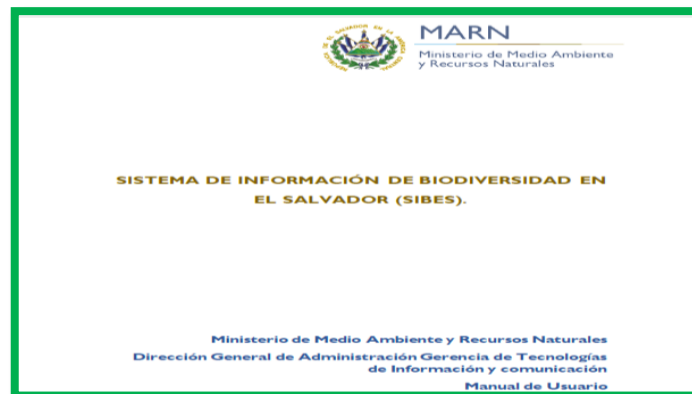 MARN
Ministerio de Medio Ambiente
y Recursos Naturales
SISTEMA DE INFORMACIÓN DE BIODIVERSIDAD EN
EL SALVADOR (SIBES).
Ministerio de Medio Ambiente y Recursos Naturales
Dirección General de Administración Gerencia de Tecnologías
de Información y comunicación
Manual de Usuario